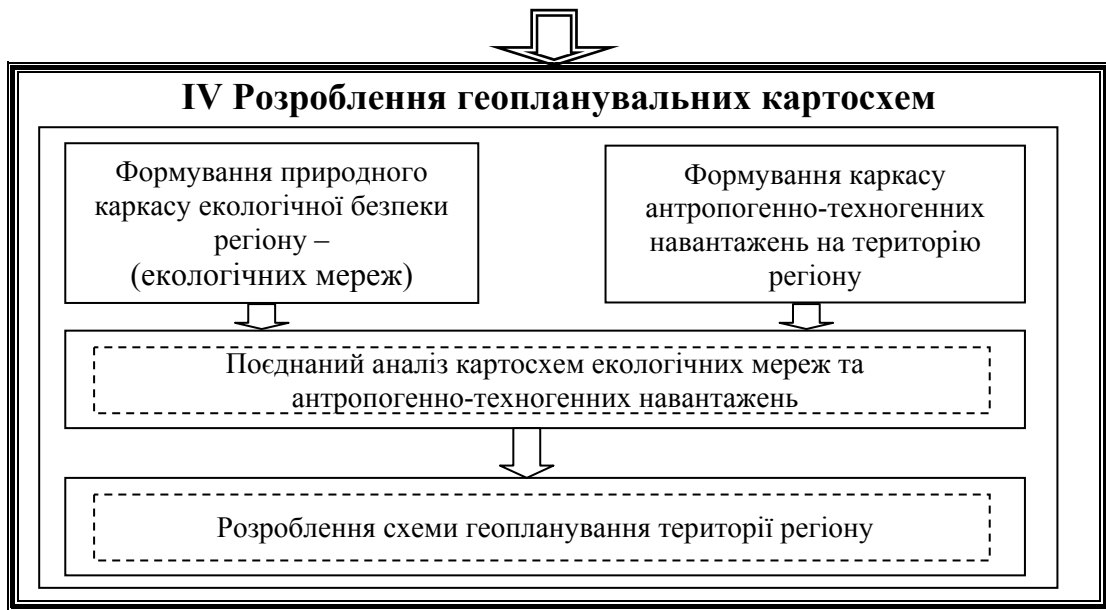 IV Розроблення геопланувальних картосхем
Формування природного
каркасу екологічної безпеки
регіону –
(екологічних мереж)
Формування каркасу
антропогенно-техногенних
навантажень на територію
регіону
Поєднаний аналіз картосхем екологічних мереж та
антропогенно-техногенних навантажень
Розроблення схеми геопланування території регіону